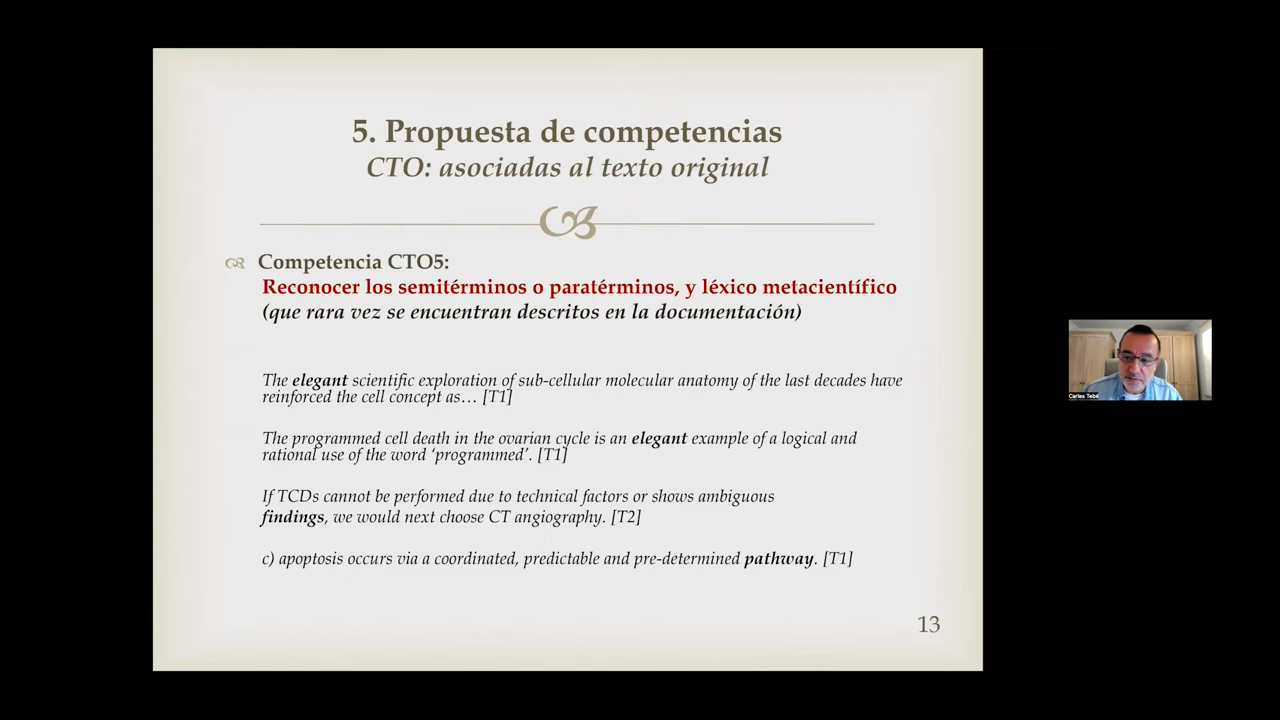 5. Propuesta de competencias
CTO: asociadas al texto original
Competencia CTO5:
Reconocer los semitérminos o paratérminos, y léxico metacientífico
(que rara vez se encuentran descritos en la documentación)
The elegant scientific exploration of sub-cellular molecular anatomy of the last decades have
reinforced the cell concept as… [T1]
The programmed cell death in the ovarian cycle is an elegant example of a logical and
rational use of the word ‘programmed’. [T1]
If TCDs cannot be performed due to technical factors or shows ambiguous
findings, we would next choose CT angiography. [T2]
c) apoptosis occurs via a coordinated, predictable and pre-determined pathway. [T1]
13
Carles Tebé